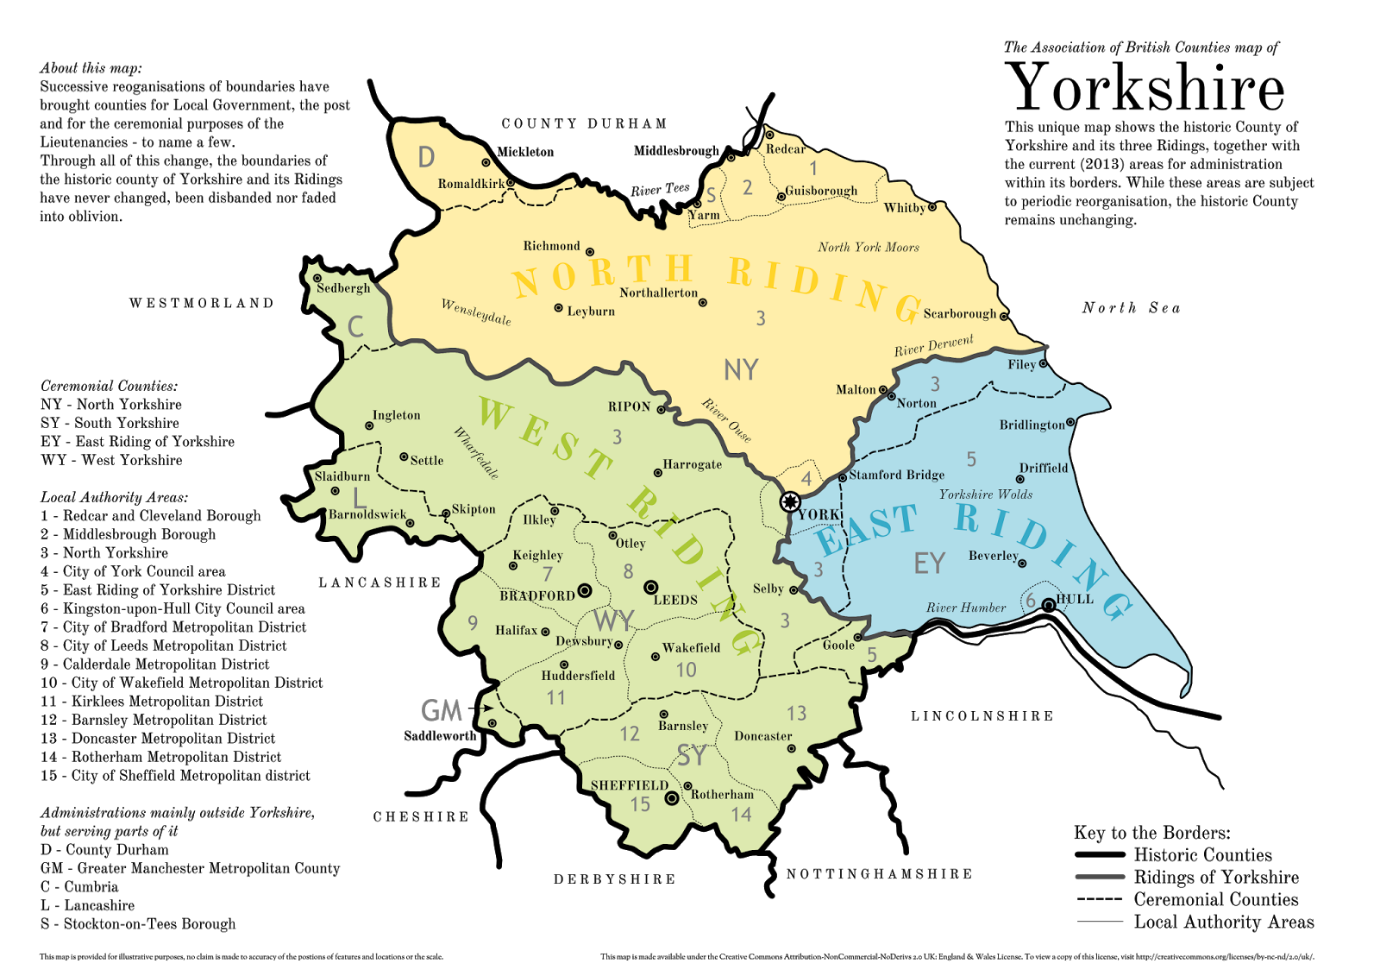 About this map:
Successive reoganisations of boundaries have
brought counties for Local Government, the post
and for the ceremonial purposes of the
Lieutenancies - to name a few.
Through all of this change, the boundaries of
the historic county of Yorkshire and its Ridings
have never changed, been disbanded nor faded
into oblivion.
The Association of British Counties map of
Yorkshire
This unique map shows the historic County of
Yorkshire and its three Ridings, together with
the current (2013) areas for administration
within its borders. While these areas are subject
to periodic reorganisation, the historic County
remains unchanging.
COUNTY DURHAM
D
Mickleton
Romaldkirk
Middlesbrough
Redcar
River Tees
S
2
1
Guisborough
Yarm
Whitby
Richmond
North York Moors
NORTH RIDING
Sedbergh
Northallerton
Wensleydale
Leyburn
Scarborough
WESTMORLAND
North Sea
C
3
River Derwent
NY
Filey
3
Malton
Norton
RIPON
River Ouse
Ingleton
WEST RIDING
3
Bridlington
Wharfedale
Settle
Harrogate
5
Driffield
Slaidburn
L
4
Stamford Bridge
Yorkshire Wolds
Barnoldswick
Skipton
Ilkley
YORK
EAST RIDING
Otley
Keighley
7
8
Beverley
EY
3
LANCASHIRE
BRADFORD
LEEDS
Selby
6
HULL
River Humber
9
WY
3
Halifax
Dewsbury
Wakefield
Goole
5
Huddersfield
10
11
GM
Saddleworth
12
Barnsley
13
Doncaster
LINCOLNSHIRE
SY
SHEFFIELD
Rotherham
15
14
CHESHIRE
DERBYSHIRE
NOTTINGHAMSHIRE
Ceremonial Counties:
NY - North Yorkshire
SY - South Yorkshire
EY - East Riding of Yorkshire
WY - West Yorkshire
Local Authority Areas:
1 - Redcar and Cleveland Borough
2 - Middlesbrough Borough
3 - North Yorkshire
4 - City of York Council area
5 - East Riding of Yorkshire District
6 - Kingston-upon-Hull City Council area
7 - City of Bradford Metropolitan District
8 - City of Leeds Metropolitan District
9 - Calderdale Metropolitan District
10 - City of Wakefield Metropolitan District
11 - Kirklees Metropolitan District
12 - Barnsley Metropolitan District
13 - Doncaster Metropolitan District
14 - Rotherham Metropolitan District
15 - City of Sheffield Metropolitan district
Administrations mainly outside Yorkshire,
but serving parts of it
D - County Durham
GM - Greater Manchester Metropolitan County
C - Cumbria
L - Lancashire
S - Stockton-on-Tees Borough
Key to the Borders:
Historic Counties
Ridings of Yorkshire
Ceremonial Counties
Local Authority Areas
This map is provided for illustrative purposes, no claim is made to accuracy of the postions of features and locations or the scale.
This map is made available under the Creative Commons Attribution-NonCommercial-NoDerivs 2.0 UK: England & Wales License. To view a copy of this license, visit http://creativecommons.org/licenses/by-nc-nd/2.0/uk/.